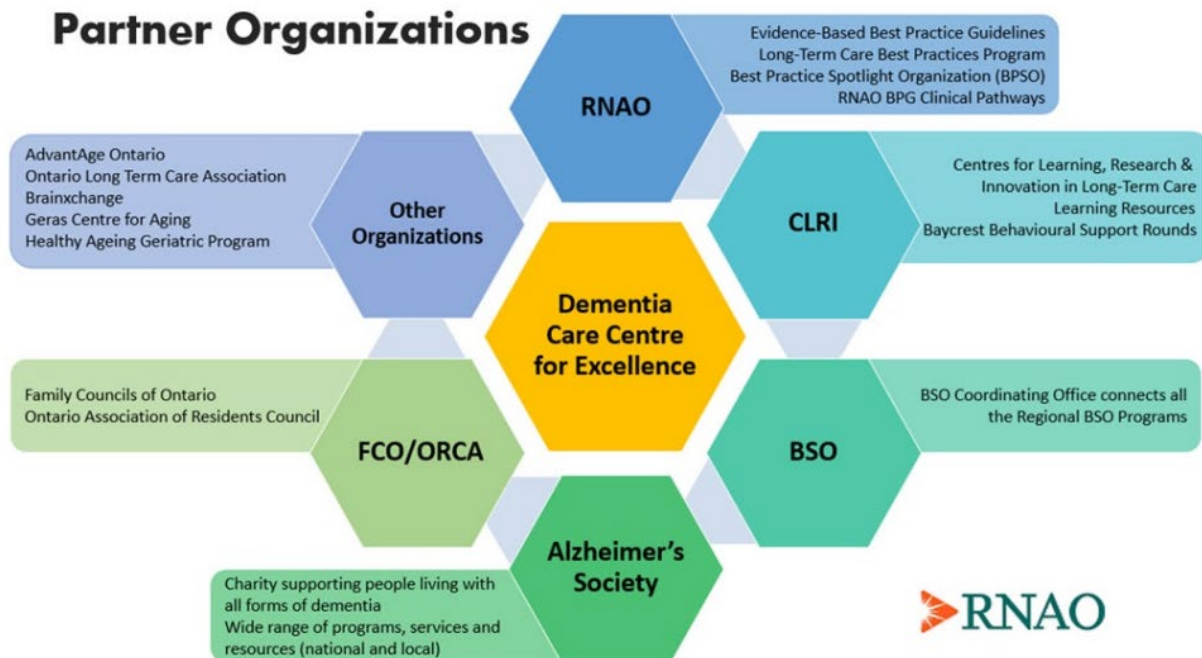 Partner Organizations
RNAO
Evidence-Based Best Practice Guidelines
Long-Term Care Best Practices Program
Best Practice Spotlight Organization (BPSO)
RNAO BPG Clinical Pathways
AdvantAge Ontario
Ontario Long Term Care Association
Brainxchange
Geras Centre for Aging
Healthy Ageing Geriatric Program
Other
Organizations
CLRI
Centres for Learning, Research &
Innovation in Long-Term Care
Learning Resources
Baycrest Behavioural Support Rounds
Dementia
Care Centre
for Excellence
Family Councils of Ontario
Ontario Association of Residents Council
FCO/ORCA
BSO
BSO Coordinating Office connects all
the Regional BSO Programs
Alzheimer's
Society
Charity supporting people living with
all forms of dementia
Wide range of programs, services and
resources (national and local)
RNAO